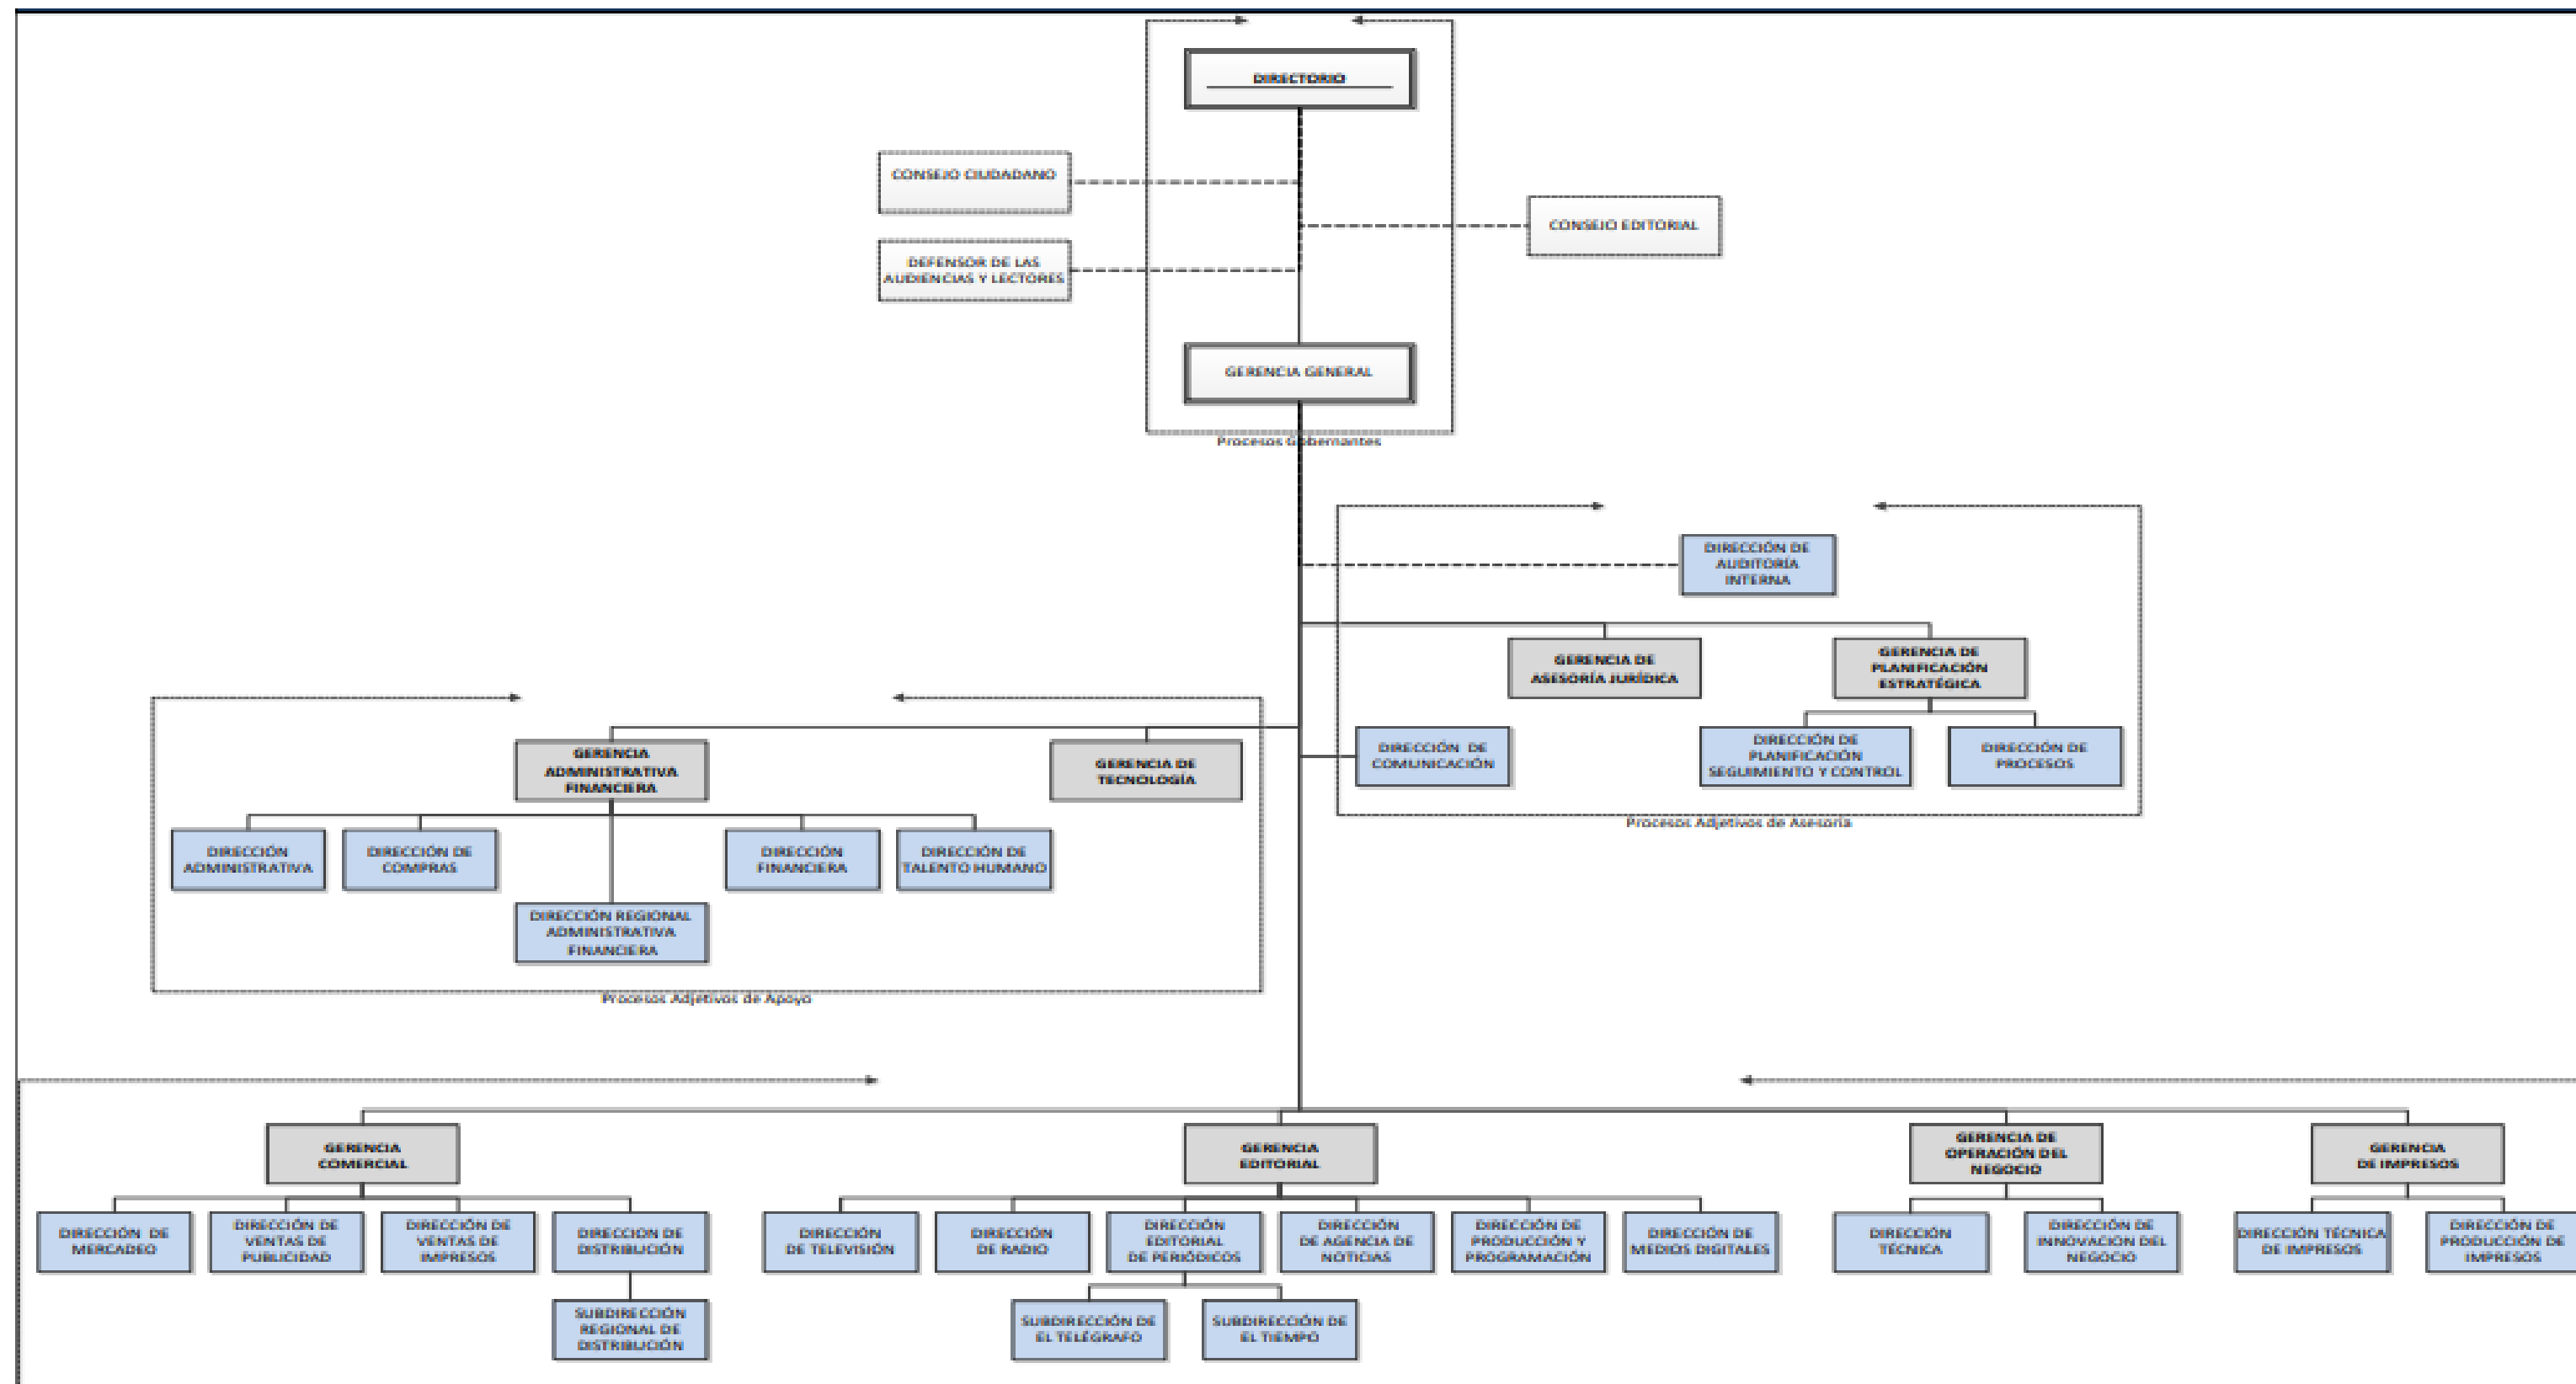 DIRECTORIO
CONSEJO CIUDADANO
CONSEJO EDITORIAL
DEFENSOR DE LAS
AUDIENCIAS Y LECTORES
GERENCIA GENERAL
Procesos Gobernantes
DIRECCIÓN DE
AUDITORÍA
INTERNA
GERENCIA DE
ASESORÍA JURÍDICA
GERENCIA DE
PLANIFICACIÓN
ESTRATÉGICA
DIRECCIÓN DE
COMUNICACIÓN
DIRECCIÓN DE
PLANIFICACIÓN
SEGUIMIENTO Y CONTROL
DIRECCIÓN DE
PROCESOS
Procesos Adjetivos de Asesoría
GERENCIA
ADMINISTRATIVA
FINANCIERA
GERENCIA DE
TECNOLOGÍA
DIRECCIÓN
ADMINISTRATIVA
DIRECCIÓN DE
COMPRAS
DIRECCIÓN
FINANCIERA
DIRECCIÓN DE
TALENTO HUMANO
DIRECCIÓN REGIONAL
ADMINISTRATIVA
FINANCIERA
Procesos Adjetivos de Apoyo
GERENCIA
COMERCIAL
GERENCIA
EDITORIAL
GERENCIA DE
OPERACIÓN DEL
NEGOCIO
GERENCIA
DE IMPRESOS
DIRECCIÓN DE
MERCADEO
DIRECCIÓN DE
VENTAS DE
PUBLICIDAD
DIRECCIÓN DE
VENTAS DE
IMPRESOS
DIRECCIÓN DE
DISTRIBUCIÓN
DIRECCIÓN
DE TELEVISIÓN
DIRECCIÓN
DE RADIO
DIRECCIÓN
EDITORIAL
DE PERIÓDICOS
DIRECCIÓN
DE AGENCIA DE
NOTICIAS
DIRECCIÓN DE
PRODUCCIÓN Y
PROGRAMACIÓN
DIRECCIÓN DE
MEDIOS DIGITALES
DIRECCIÓN
TÉCNICA
DIRECCIÓN DE
INNOVACIÓN DEL
NEGOCIO
DIRECCIÓN TÉCNICA
DE IMPRESOS
DIRECCIÓN DE
PRODUCCIÓN DE
IMPRESOS
SUBDIRECCIÓN
REGIONAL DE
DISTRIBUCIÓN
SUBDIRECCIÓN DE
EL TELÉGRAFO
SUBDIRECCIÓN DE
EL TIEMPO